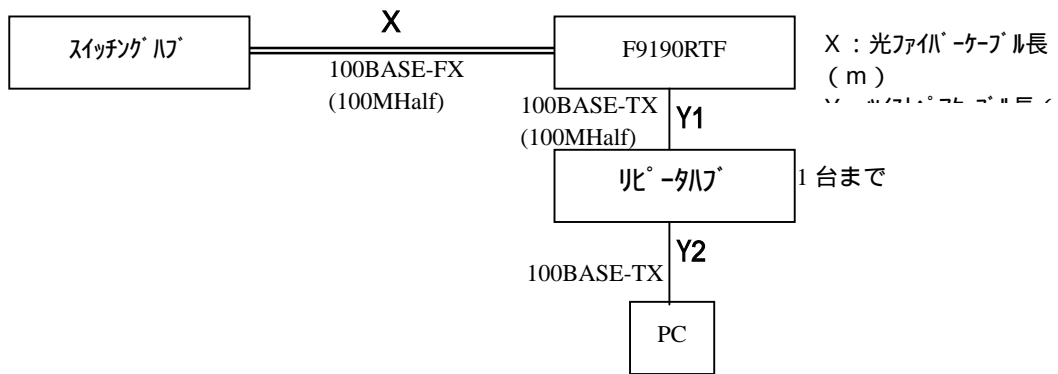 X
スイッチングハブ
F9190RTF
X：光ファイバーケーブル長
（m）
100BASE-FX
(100MHalf)
100BASE-TX
(100MHalf)
Y1
リピータハブ
1台まで
Y2
100BASE-TX
PC